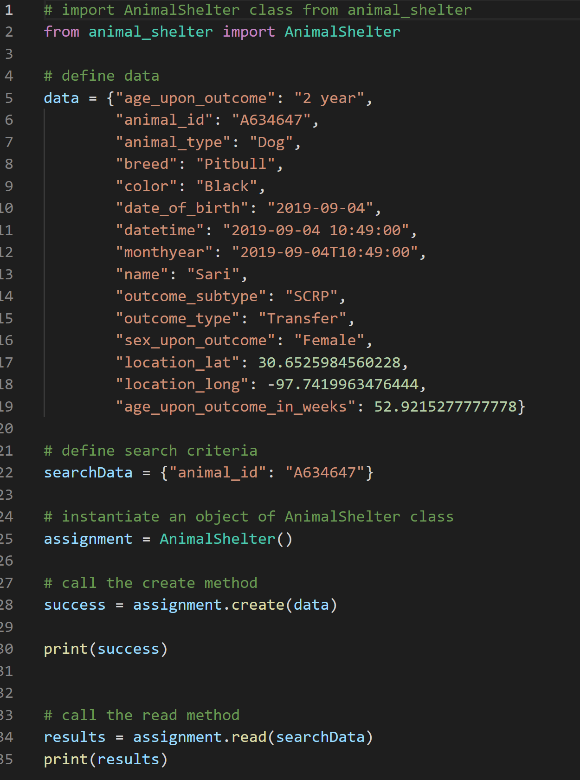 1 # import AnimalShelter class from animal_shelter
2 from animal_shelter import AnimalShelter
3
4 # define data
5 data = {"age_upon_outcome": "2 year",
6 "animal_id": "A634647",
7 "animal_type": "Dog",
8 "breed": "Pitbull",
9 "color": "Black",
10 "date_of_birth": "2019-09-04",
11 "datetime": "2019-09-04 10:49:00",
12 "monthyear": "2019-09-04T10:49:00",
13 "name": "Sari",
14 "outcome_subtype": "SCRP",
15 "outcome_type": "Transfer",
16 "sex_upon_outcome": "Female",
17 "location_lat": 30.6525984560228,
18 "location_long": -97.7419963476444,
19 "age_upon_outcome_in_weeks": 52.9215277777778}
20
21 # define search criteria
22 searchData = {"animal_id": "A634647"}
23
24 # instantiate an object of AnimalShelter class
25 assignment = AnimalShelter()
26
27 # call the create method
28 success = assignment.create(data)
29
30 print(success)
31
32
33 # call the read method
34 results = assignment.read(searchData)
35 print(results)